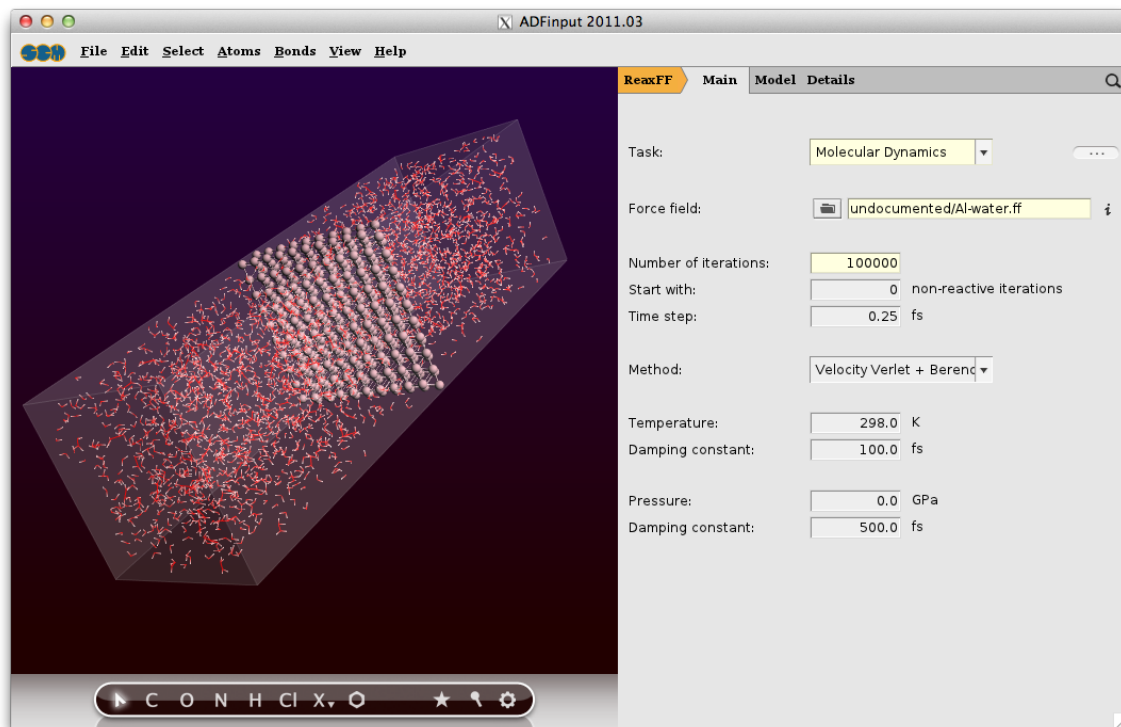 X ADFinput 2011.03
SCM File Edit Select Atoms Bonds View Help
ReaxFF Main Model Details
Task: Molecular Dynamics ...
Force field: undocumented/Al-water.ff i
Number of iterations: 100000
Start with: 0 non-reactive iterations
Time step: 0.25 fs
Method: Velocity Verlet + Berend
Temperature: 298.0 K
Damping constant: 100.0 fs
Pressure: 0.0 GPa
Damping constant: 500.0 fs
C O N H Cl X